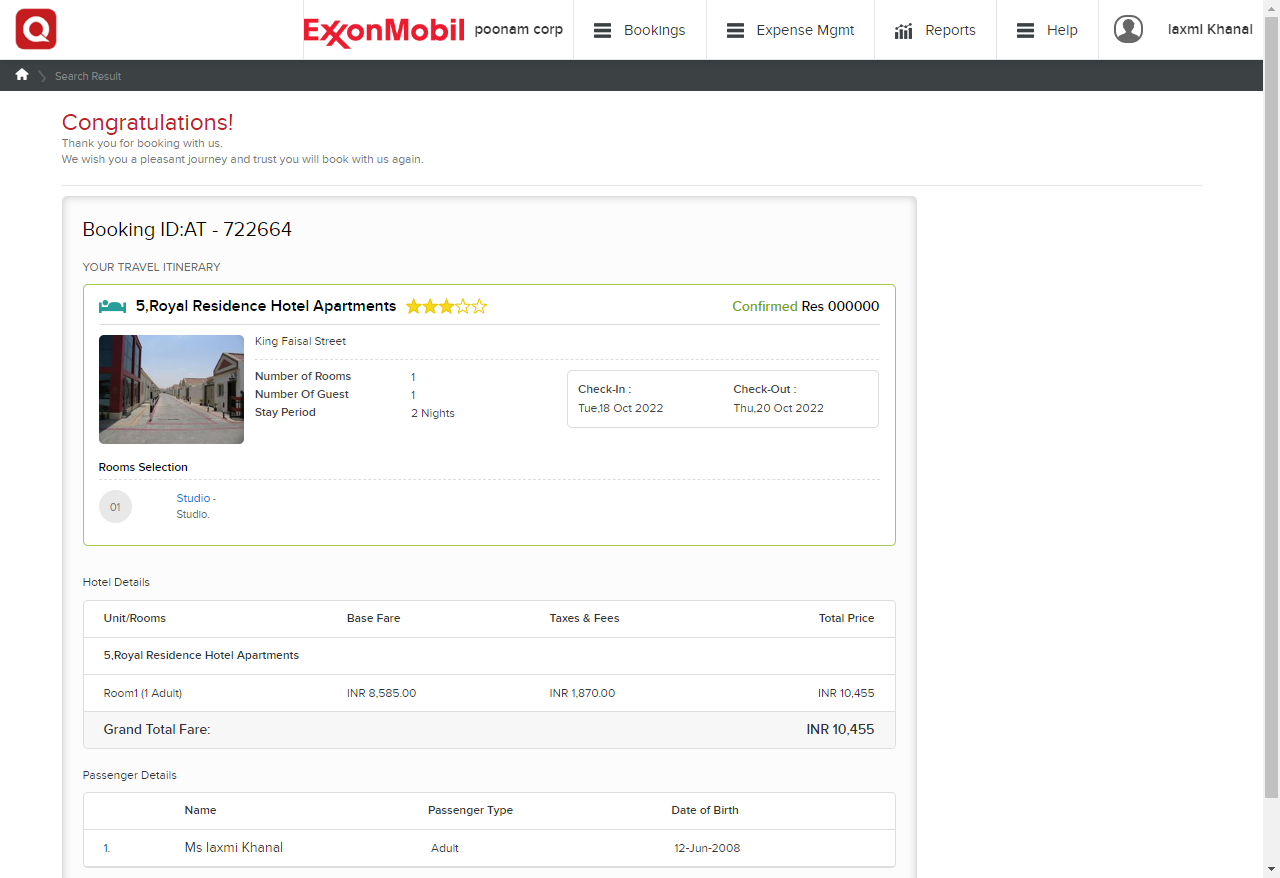 Q
ExxonMobil poonam corp Bookings Expense Mgmt Reports Help laxmi Khanal
Search Result
Congratulations!
Thank you for booking with us.
We wish you a pleasant journey and trust you will book with us again.
Booking ID:AT - 722664
YOUR TRAVEL ITINERARY
5,Royal Residence Hotel Apartments Confirmed Res 000000
King Faisal Street
Number of Rooms 1
Number Of Guest 1
Stay Period 2 Nights
Check-In : Check-Out :
Tue,18 Oct 2022 Thu,20 Oct 2022
Rooms Selection
01 Studio -
Studio.
Hotel Details
Unit/Rooms Base Fare Taxes & Fees Total Price
5,Royal Residence Hotel Apartments
Room1 (1 Adult) INR 8,585.00 INR 1,870.00 INR 10,455
Grand Total Fare: INR 10,455
Passenger Details
Name Passenger Type Date of Birth
1. Ms laxmi Khanal Adult 12-Jun-2008